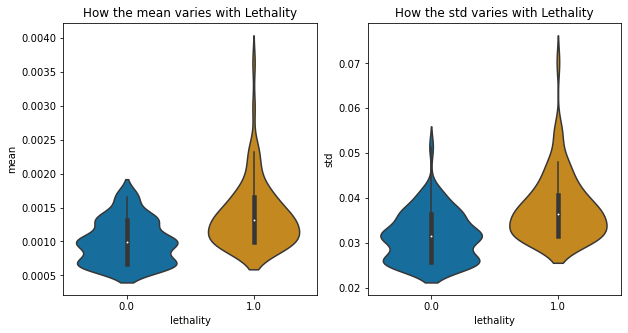 How the mean varies with Lethality
0.0040
0.0035
0.0030
0.0025
0.0020
0.0015
0.0010
0.0005
mean
0.0 1.0
lethality
How the std varies with Lethality
0.07
0.06
0.05
0.04
0.03
0.02
std
0.0 1.0
lethality